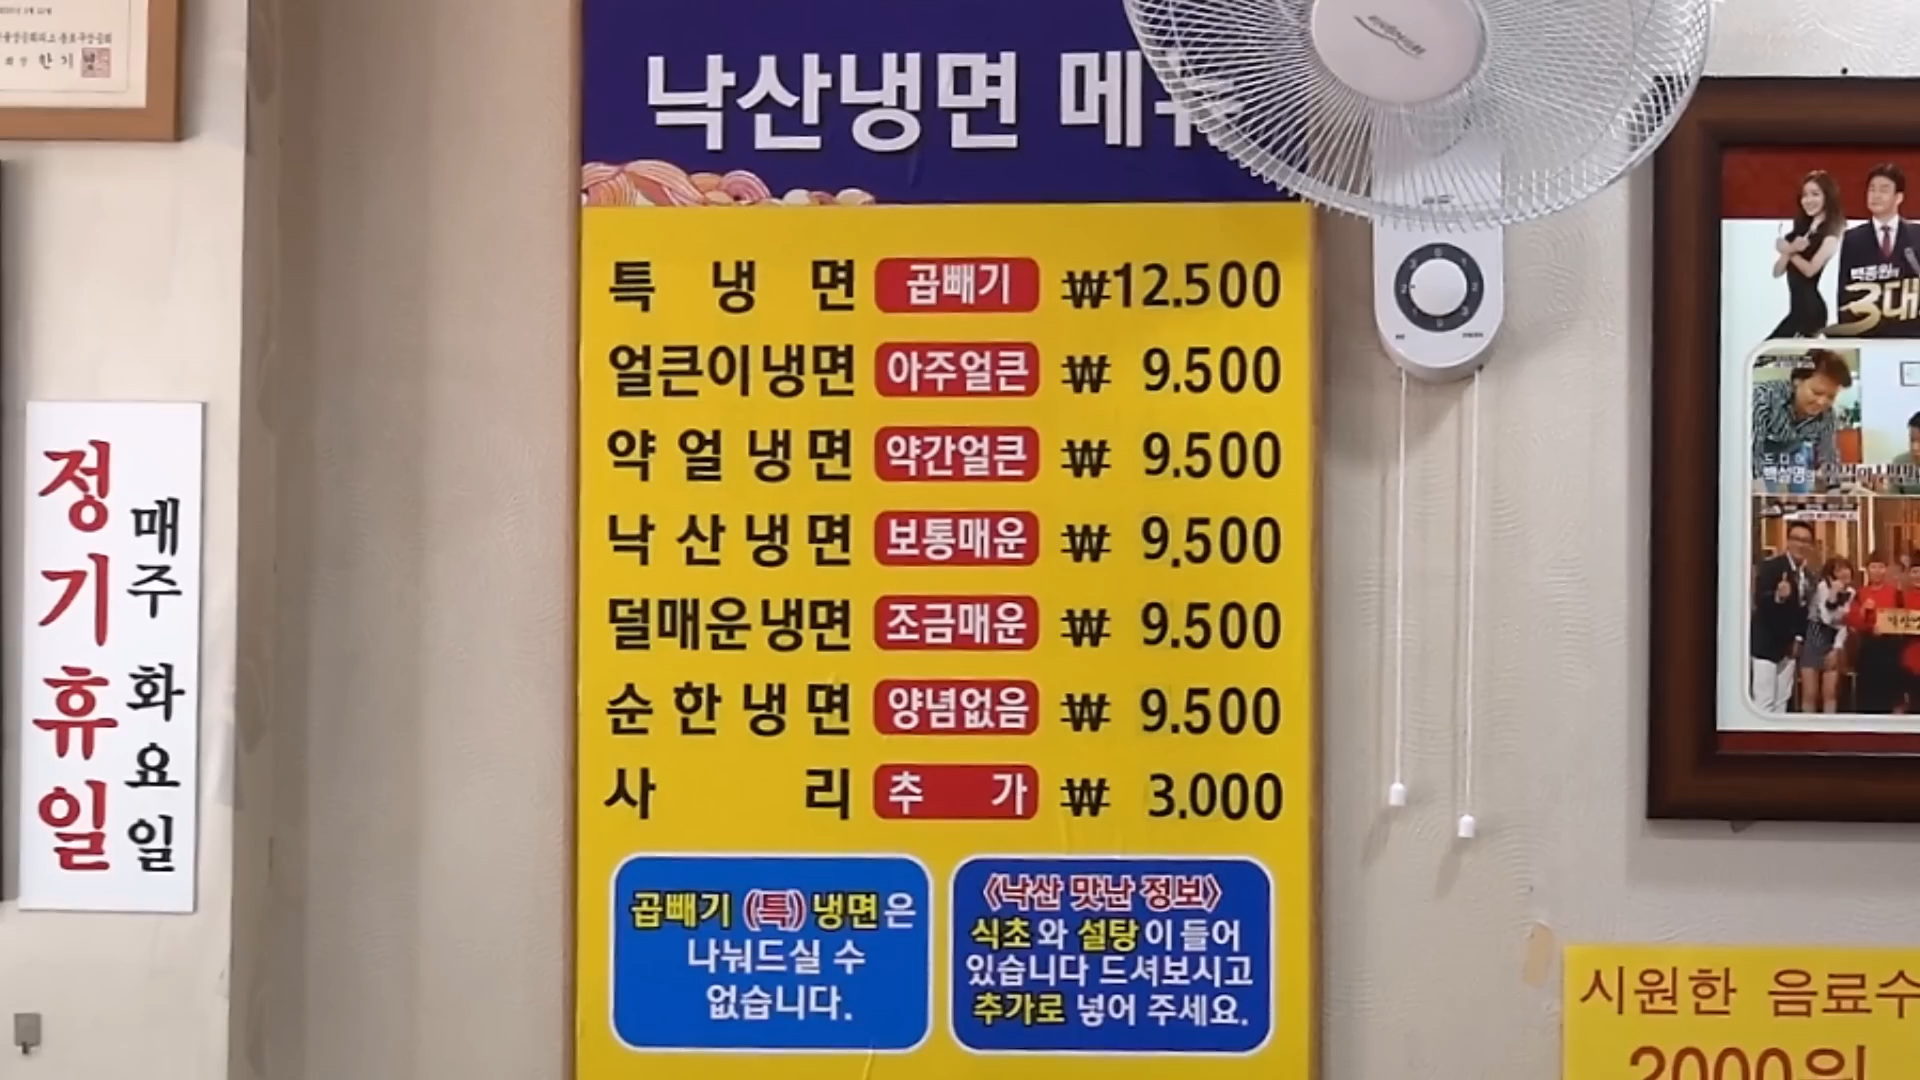 한기
정기휴일
매주 화요일
낙산냉면 메뉴
특 냉 면 곱빼기 ₩12.500
얼큰이냉면 아주얼큰 ₩ 9.500
약 얼 냉 면 약간얼큰 ₩ 9.500
낙 산 냉 면 보통매운 ₩ 9.500
덜매운냉면 조금매운 ₩ 9.500
순 한 냉 면 양념없음 ₩ 9.500
사 리 추 가 ₩ 3.000
곱빼기 (특) 냉면은
나눠드실 수
없습니다.
《낙산 맛난 정보》
식초와 설탕이 들어
있습니다 드셔보시고
추가로 넣어 주세요.
백종원의
3대
시원한 음료수
2000원